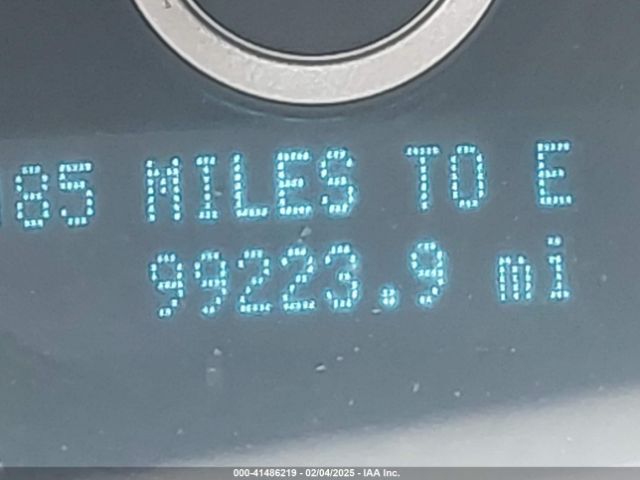 85 MILES TO E
99223.9 mi
000-41486219 - 02/04/2025 - IAA Inc.